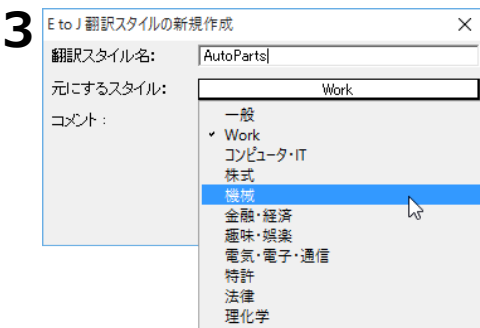 3
E to J 翻訳スタイルの新規作成
翻訳スタイル名: AutoParts
元にするスタイル: Work
コメント :
一般
Work
コンピュータ・IT
株式
機械
金融・経済
趣味・娯楽
電気・電子・通信
特許
法律
理化学